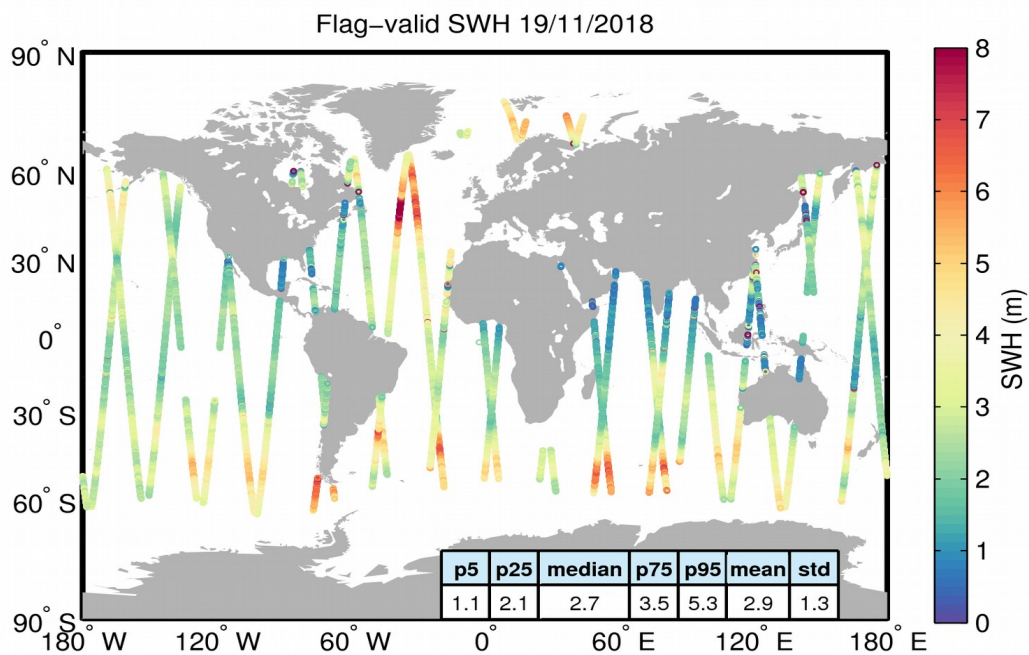 Flag−valid SWH 19/11/2018
90° N
60° N
30° N
0°
30° S
60° S
90° S
180° W
120° W
60° W
0°
60° E
120° E
180° E
p5 p25 median p75 p95 mean std
1.1 2.1 2.7 3.5 5.3 2.9 1.3
8
7
6
5
4
3
2
1
0
SWH (m)